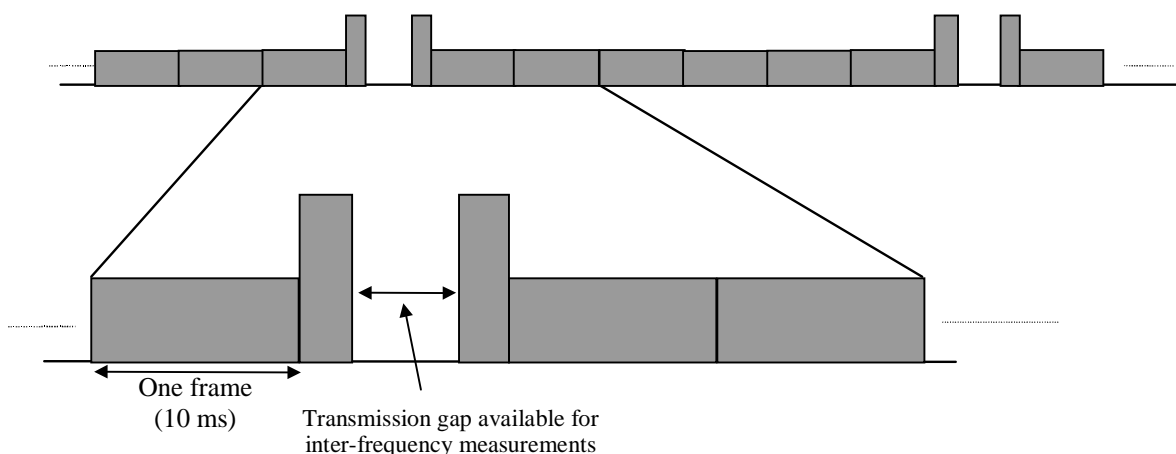 One frame
(10 ms)
Transmission gap available for
inter-frequency measurements